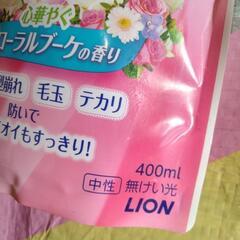 心華やぐ
ローラルブーケの香り
型崩れ 毛玉 テカリ
防いで
オイもすっきり!
400ml
中性 無けい光
LION